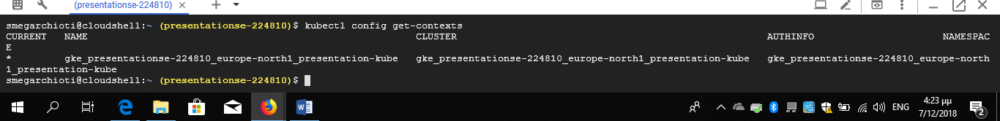 (presentationse-224810) ×
smegarchioti@cloudshell:~ (presentationse-224810)$ kubectl config get-contexts
CURRENT NAME CLUSTER AUTHINFO NAMESPAC
E
* gke_presentationse-224810_europe-north1_presentation-kube gke_presentationse-224810_europe-north1_presentation-kube gke_presentationse-224810_europe-north
1_presentation-kube
smegarchioti@cloudshell:~ (presentationse-224810)$
ENG
4:23 μμ
7/12/2018
2